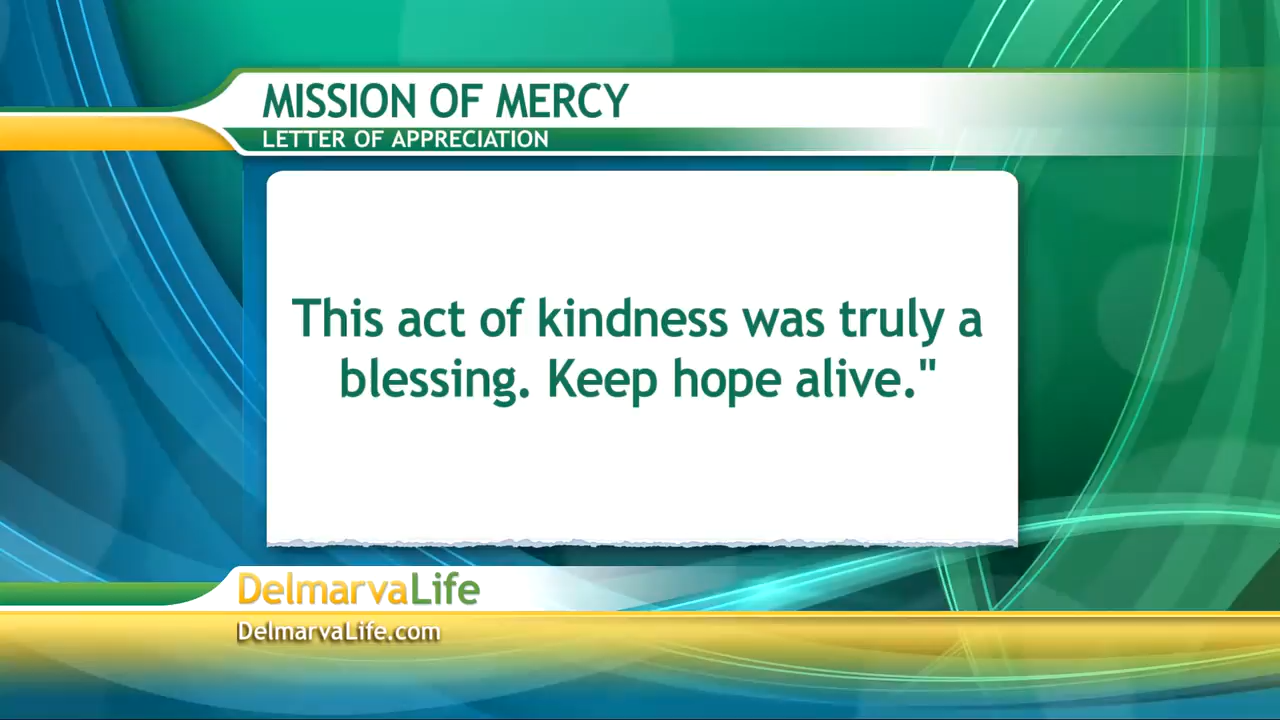 MISSION OF MERCY
LETTER OF APPRECIATION
This act of kindness was truly a
blessing. Keep hope alive."
DelmarvaLife
DelmarvaLife.com